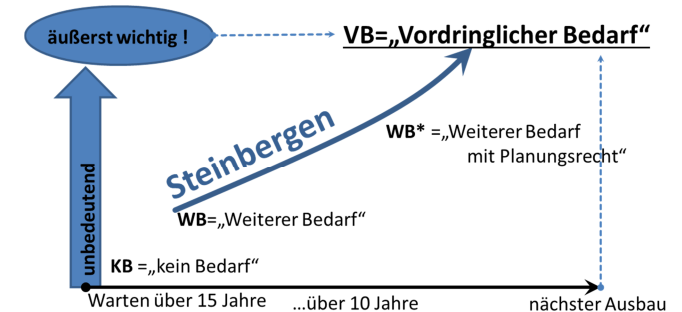 äußerst wichtig !
VB=„Vordringlicher Bedarf“
Steinbergen
WB* =„Weiterer Bedarf
mit Planungsrecht“
WB=„Weiterer Bedarf“
unbedeutend
KB =„kein Bedarf“
Warten über 15 Jahre
...über 10 Jahre
nächster Ausbau